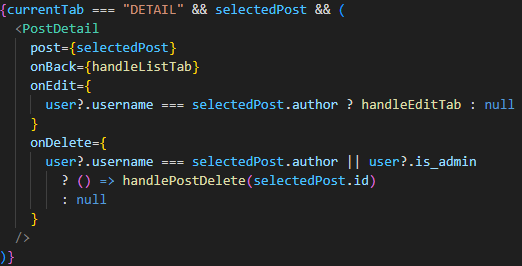 {currentTab === "DETAIL" && selectedPost && (
<PostDetail
post={selectedPost}
onBack={handleListTab}
onEdit={
user?.username === selectedPost.author ? handleEditTab : null
}
onDelete={
user?.username === selectedPost.author || user?.is_admin
? () => handlePostDelete(selectedPost.id)
: null
}
/>
)}